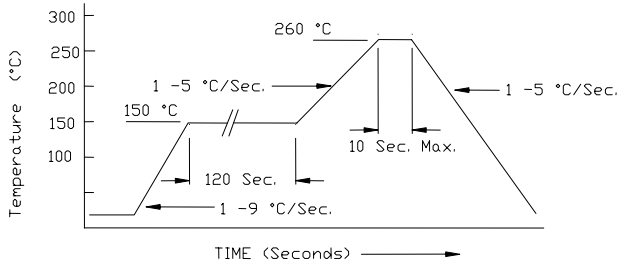 300
260 °C
250
200
1 -5 °C/Sec.
1 -5 °C/Sec.
150 °C
150
10 Sec. Max.
100
120 Sec.
1 -9 °C/Sec.
Temperature (°C)
TIME (Seconds)